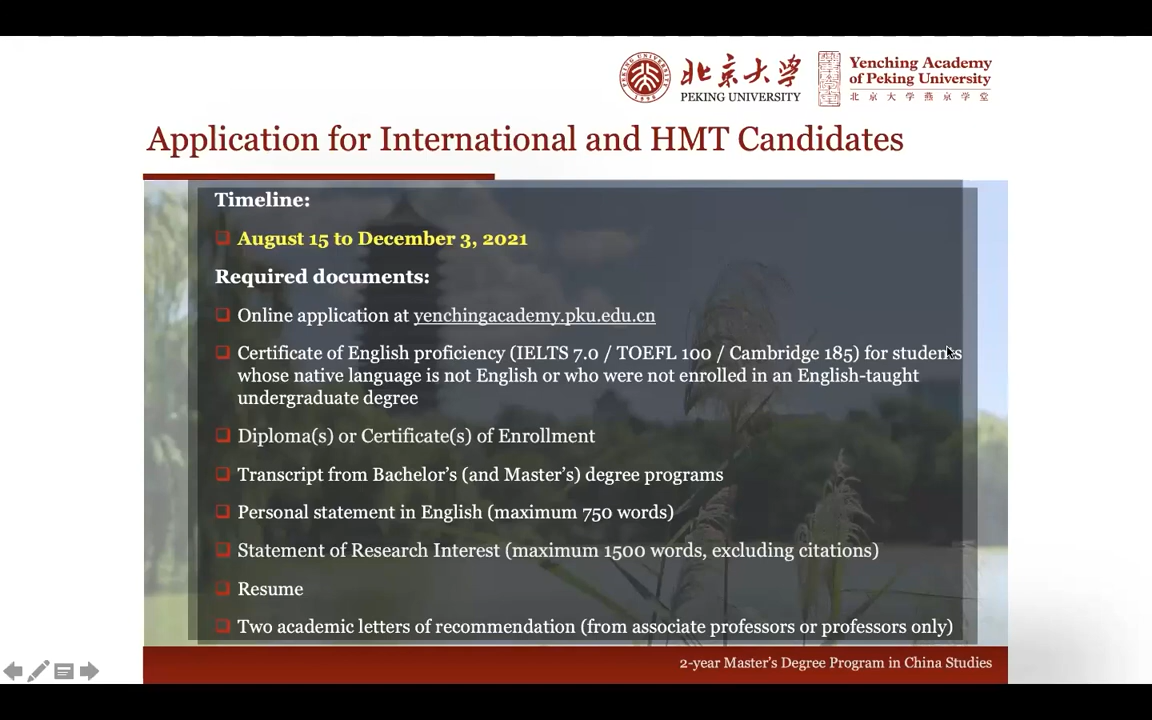 北京大学
PEKING UNIVERSITY
Yenching Academy
of Peking University
北京大学燕京学堂
Application for International and HMT Candidates
Timeline:
August 15 to December 3, 2021
Required documents:
Online application at yenchingacademy.pku.edu.cn
Certificate of English proficiency (IELTS 7.0 / TOEFL 100 / Cambridge 185) for students
whose native language is not English or who were not enrolled in an English-taught
undergraduate degree
Diploma(s) or Certificate(s) of Enrollment
Transcript from Bachelor’s (and Master’s) degree programs
Personal statement in English (maximum 750 words)
Statement of Research Interest (maximum 1500 words, excluding citations)
Resume
Two academic letters of recommendation (from associate professors or professors only)
2-year Master’s Degree Program in China Studies